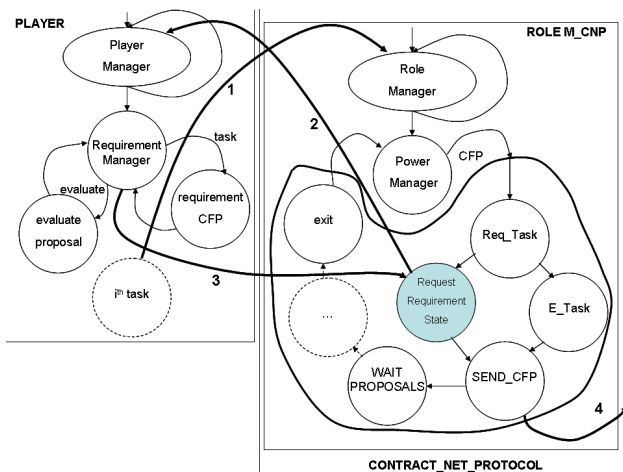 PLAYER
Player
Manager
1
Requirement
Manager
task
evaluate
evaluate
proposal
requirement
CFP
i th task
3
2
ROLE M_CNP
Role
Manager
Power
Manager
CFP
exit
Req_Task
Request
Requirement
State
E_Task
...
WAIT
PROPOSALS
SEND_CFP
4
CONTRACT_NET_PROTOCOL